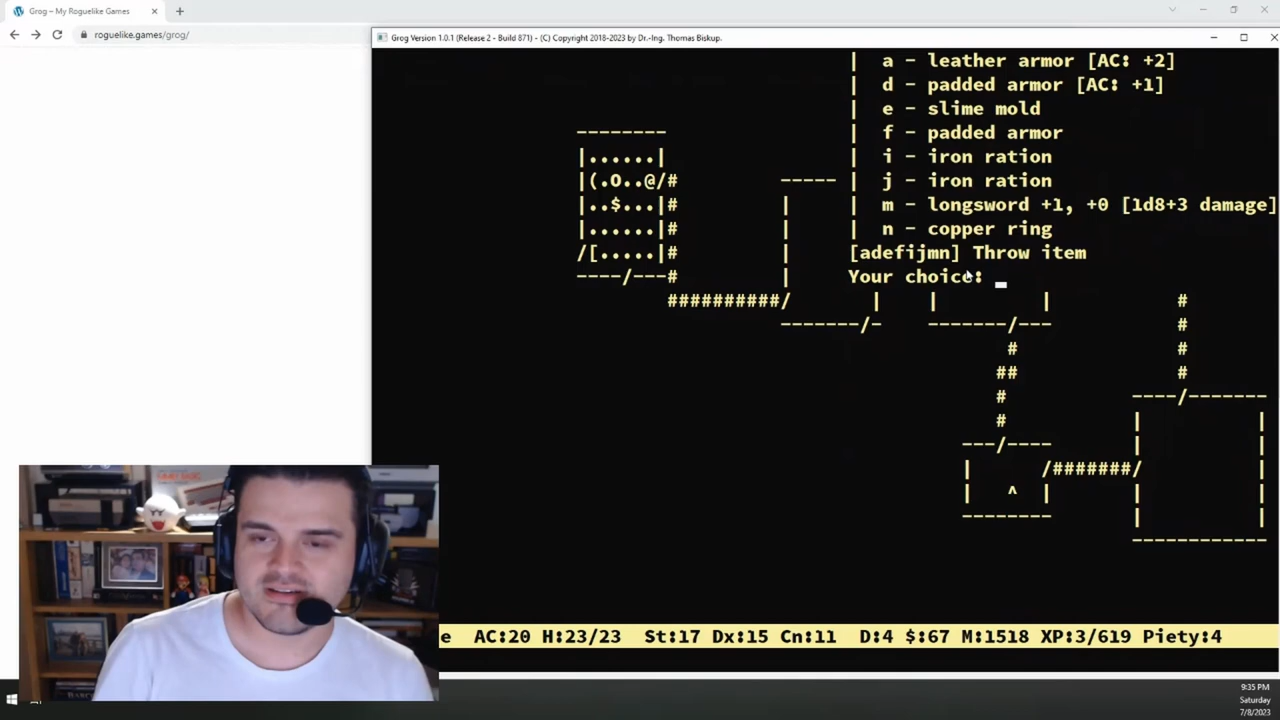 Grog – My Roguelike Games
roguelike.games/grog/
Grog Version 1.0.1 (Release 2 - Build 871) - (C) Copyright 2018-2023 by Dr.-Ing. Thomas Biskup.
a - leather armor [AC: +2]
d - padded armor [AC: +1]
e - slime mold
f - padded armor
i - iron ration
j - iron ration
m - longsword +1, +0 [1d8+3 damage]
n - copper ring
[adefijmn] Throw item
Your choice:
e AC:20 H:23/23 St:17 Dx:15 Cn:11 D:4 $:67 M:1518 XP:3/619 Piety:4
9:35 PM
Saturday
7/8/2023